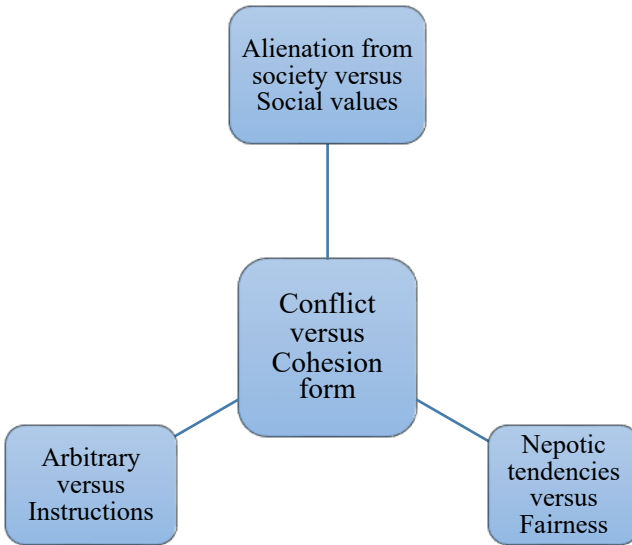 Alienation from
society versus
Social values
Conflict
versus
Cohesion
form
Arbitrary
versus
Instructions
Nepotic
tendencies
versus
Fairness